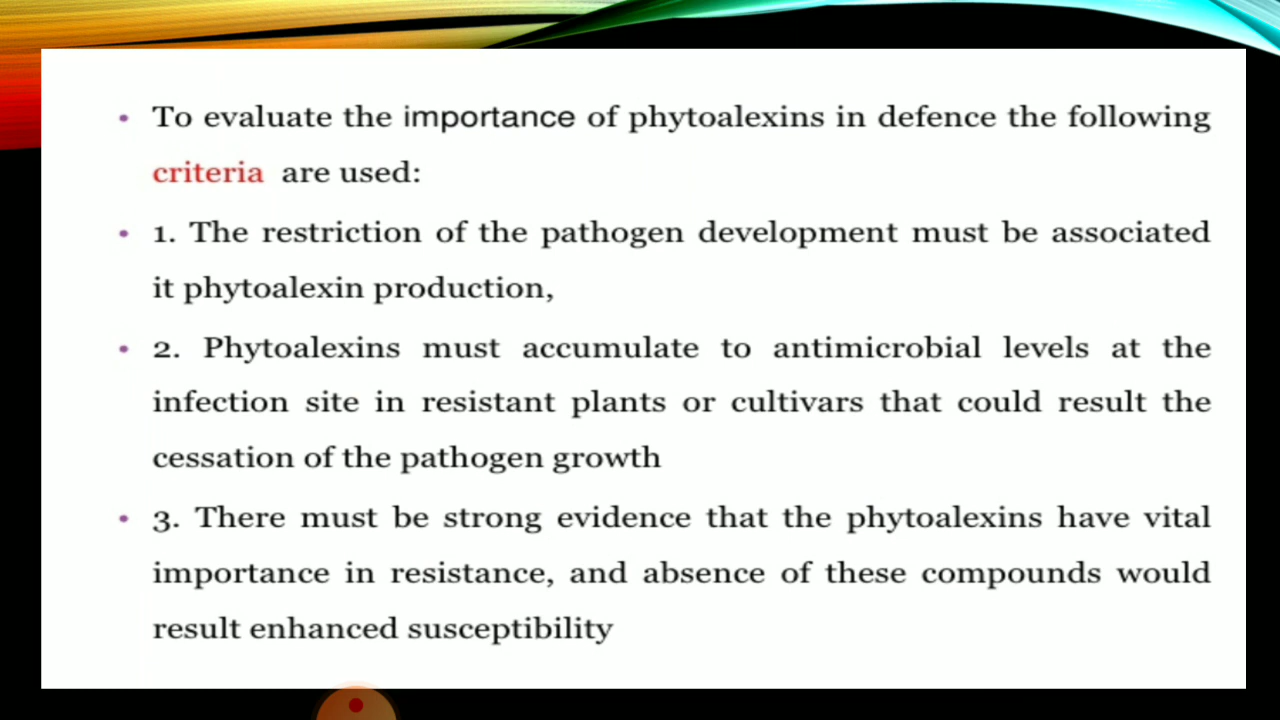 • To evaluate the importance of phytoalexins in defence the following
criteria are used:
• 1. The restriction of the pathogen development must be associated
it phytoalexin production,
• 2. Phytoalexins must accumulate to antimicrobial levels at the
infection site in resistant plants or cultivars that could result the
cessation of the pathogen growth
• 3. There must be strong evidence that the phytoalexins have vital
importance in resistance, and absence of these compounds would
result enhanced susceptibility